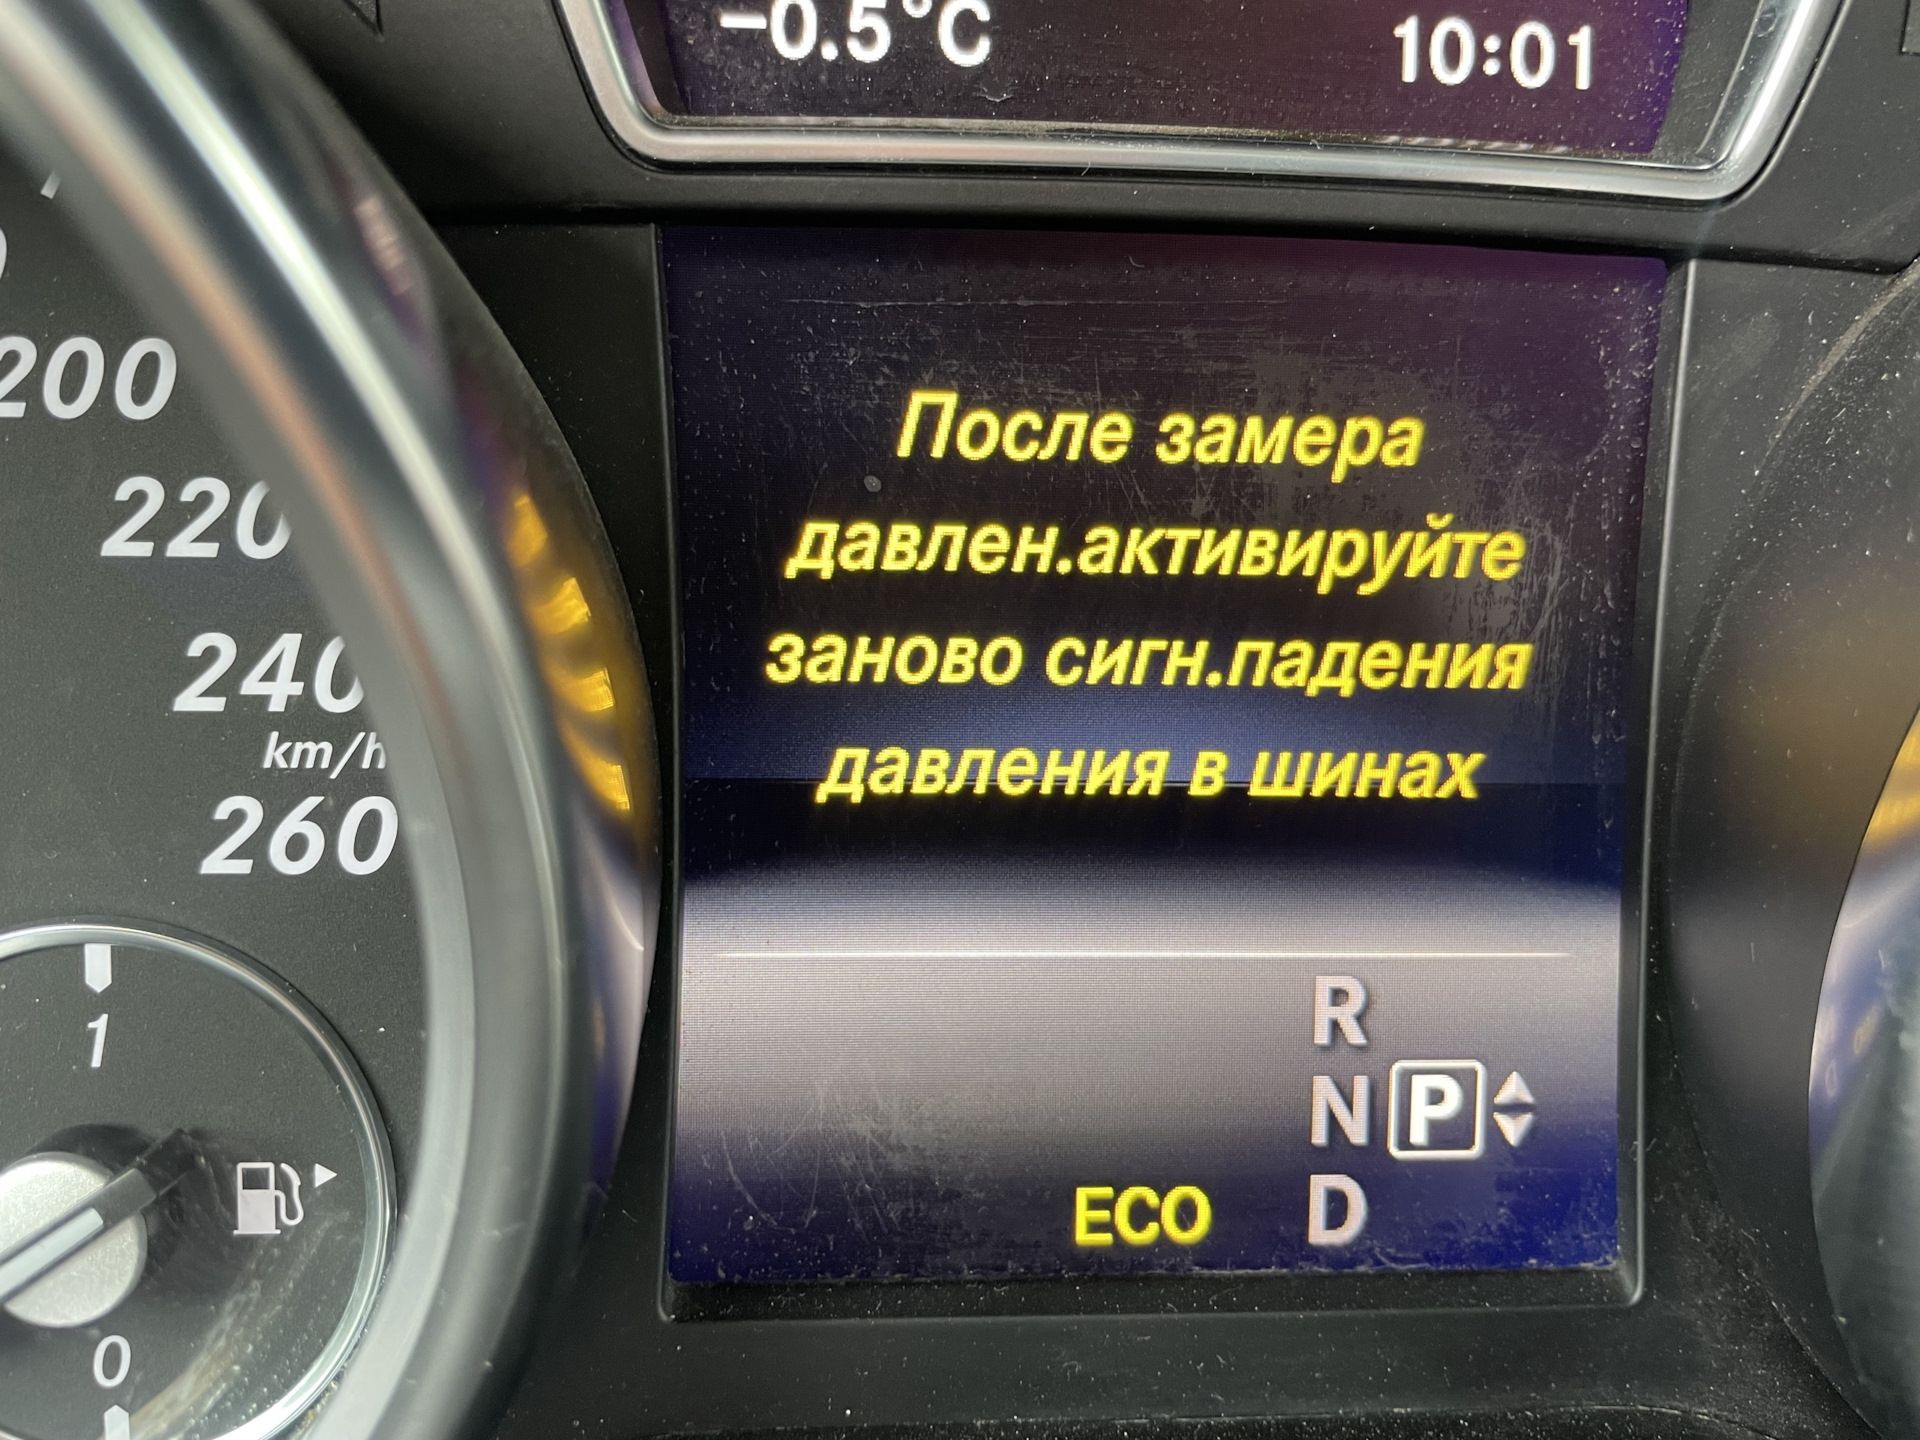 -0.5°C
10:01
После замера
давлен.активируйте
заново сигн.падения
давления в шинах
R
N P
D
ECO
200
220
240
km/h
260
1
0